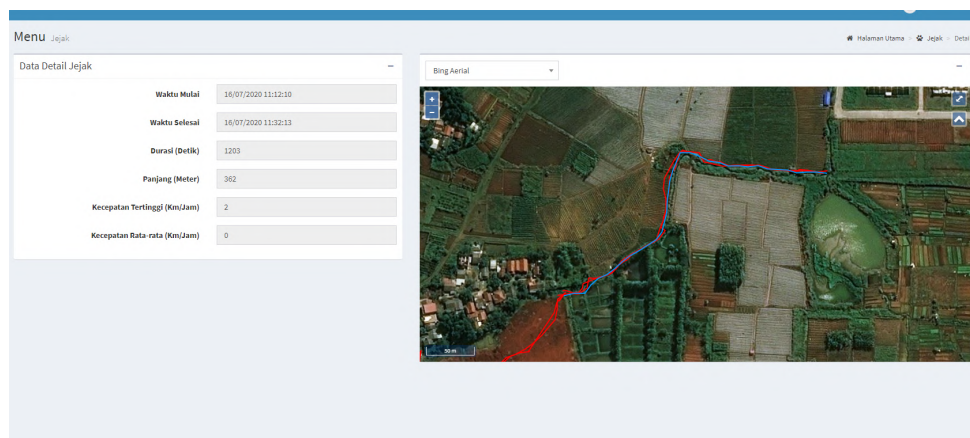 Menu Jejak
Halaman Utama > Jejak > Detail
Data Detail Jejak −
Waktu Mulai 16/07/2020 11:12:10
Waktu Selesai 16/07/2020 11:32:13
Durasi (Detik) 1203
Panjang (Meter) 362
Kecepatan Tertinggi (Km/Jam) 2
Kecepatan Rata-rata (Km/Jam) 0
Bing Aerial −
+
−
50 m